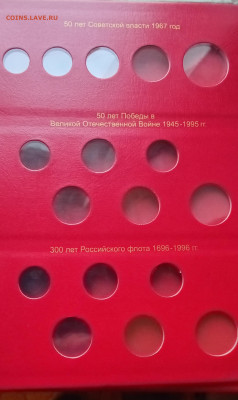 COINS.LAVE.RU
50 лет Советской власти 1967 год
50 лет Победы в
Великой Отечественной Войне 1945-1995 гг.
300 лет Российского флота 1696-1996 гг.